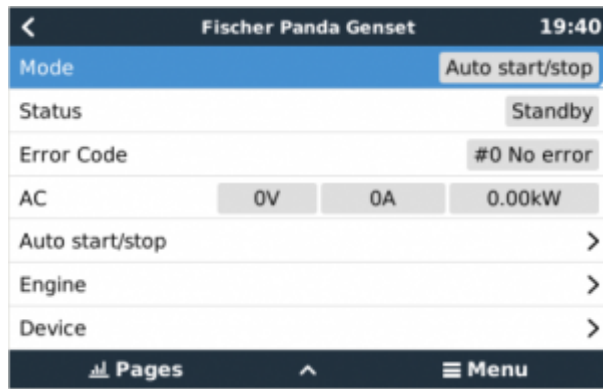 Fischer Panda Genset 19:40
Mode Auto start/stop
Status Standby
Error Code #0 No error
AC 0V 0A 0.00kW
Auto start/stop
Engine
Device
Pages Menu